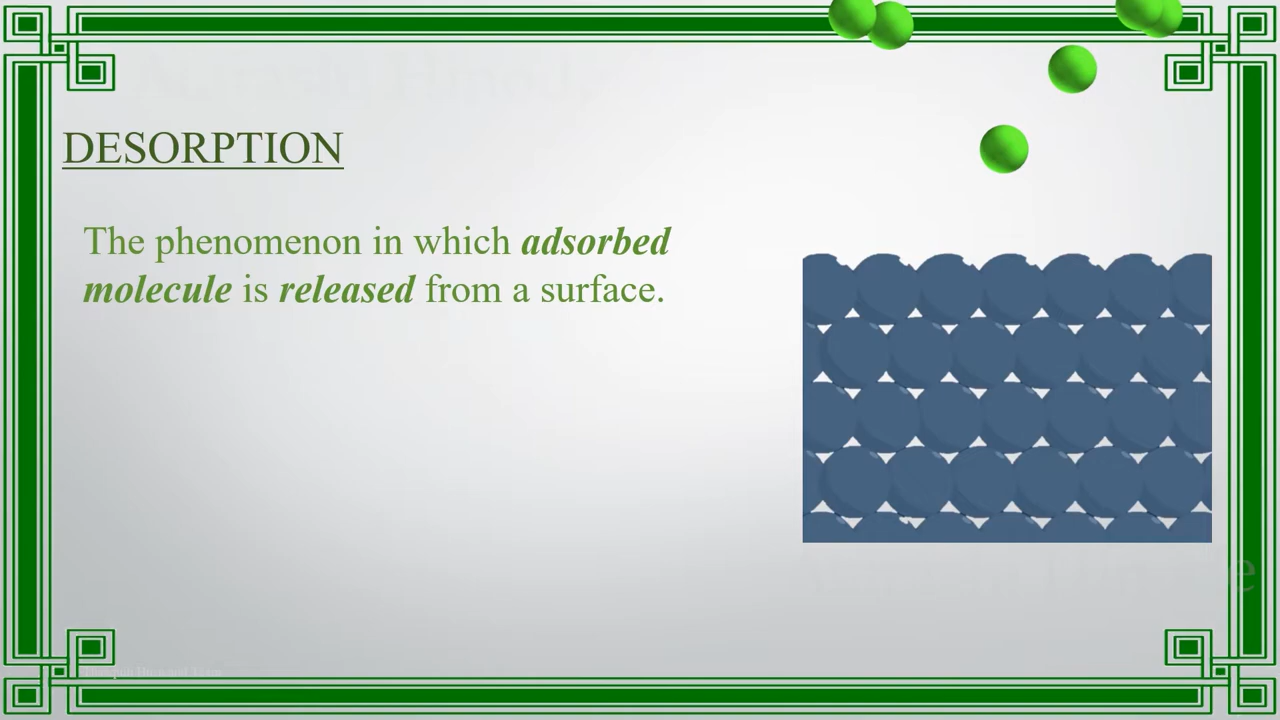 DESORPTION
The phenomenon in which adsorbed
molecule is released from a surface.